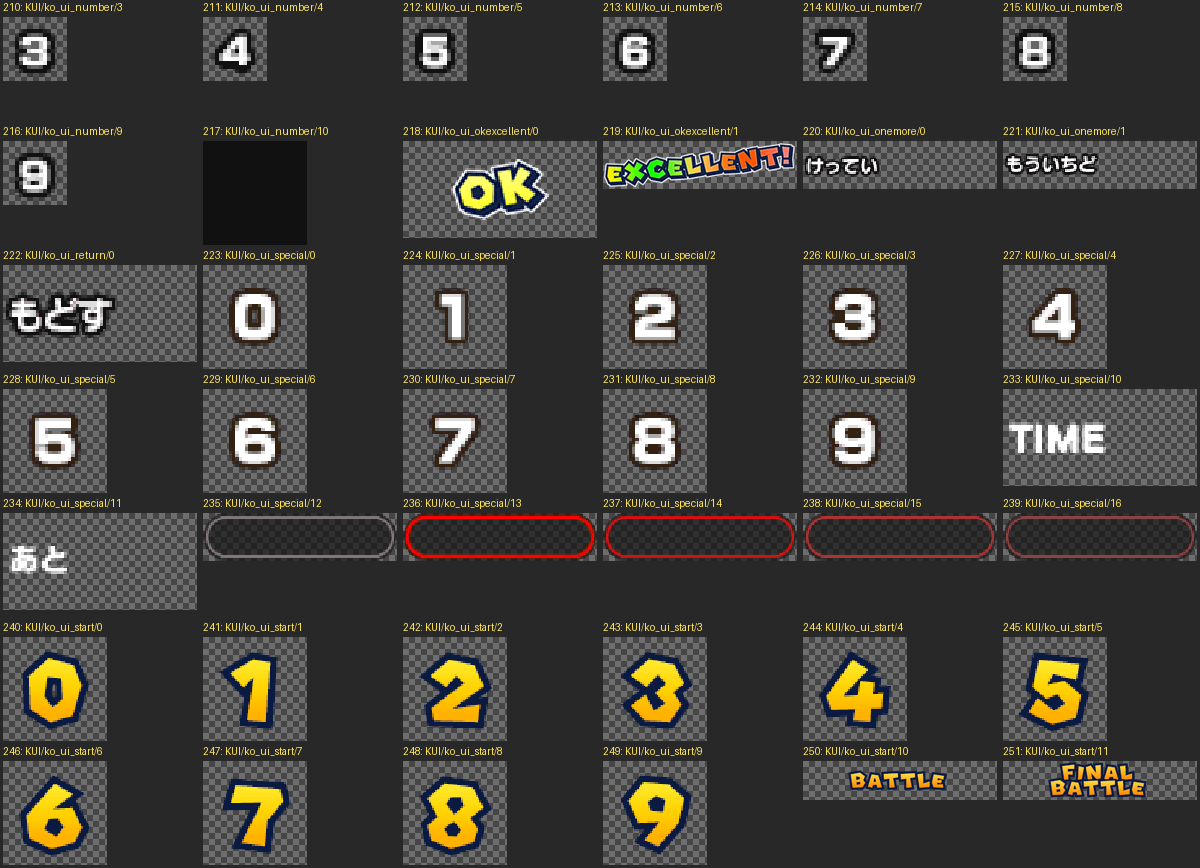 210: KUI/ko_ui_number/3
211: KUI/ko_ui_number/4
212: KUI/ko_ui_number/5
213: KUI/ko_ui_number/6
214: KUI/ko_ui_number/7
215: KUI/ko_ui_number/8
3
4
5
6
7
8
216: KUI/ko_ui_number/9
217: KUI/ko_ui_number/10
218: KUI/ko_ui_okexcellent/0
219: KUI/ko_ui_okexcellent/1
220: KUI/ko_ui_onemore/0
221: KUI/ko_ui_onemore/1
9
OK
EXCELLENT!
けってい
もういちど
222: KUI/ko_ui_return/0
223: KUI/ko_ui_special/0
224: KUI/ko_ui_special/1
225: KUI/ko_ui_special/2
226: KUI/ko_ui_special/3
227: KUI/ko_ui_special/4
もどす
0
1
2
3
4
228: KUI/ko_ui_special/5
229: KUI/ko_ui_special/6
230: KUI/ko_ui_special/7
231: KUI/ko_ui_special/8
232: KUI/ko_ui_special/9
233: KUI/ko_ui_special/10
5
6
7
8
9
TIME
234: KUI/ko_ui_special/11
235: KUI/ko_ui_special/12
236: KUI/ko_ui_special/13
237: KUI/ko_ui_special/14
238: KUI/ko_ui_special/15
239: KUI/ko_ui_special/16
あと
240: KUI/ko_ui_start/0
241: KUI/ko_ui_start/1
242: KUI/ko_ui_start/2
243: KUI/ko_ui_start/3
244: KUI/ko_ui_start/4
245: KUI/ko_ui_start/5
0
1
2
3
4
5
246: KUI/ko_ui_start/6
247: KUI/ko_ui_start/7
248: KUI/ko_ui_start/8
249: KUI/ko_ui_start/9
250: KUI/ko_ui_start/10
251: KUI/ko_ui_start/11
6
7
8
9
BATTLE
FINAL
BATTLE